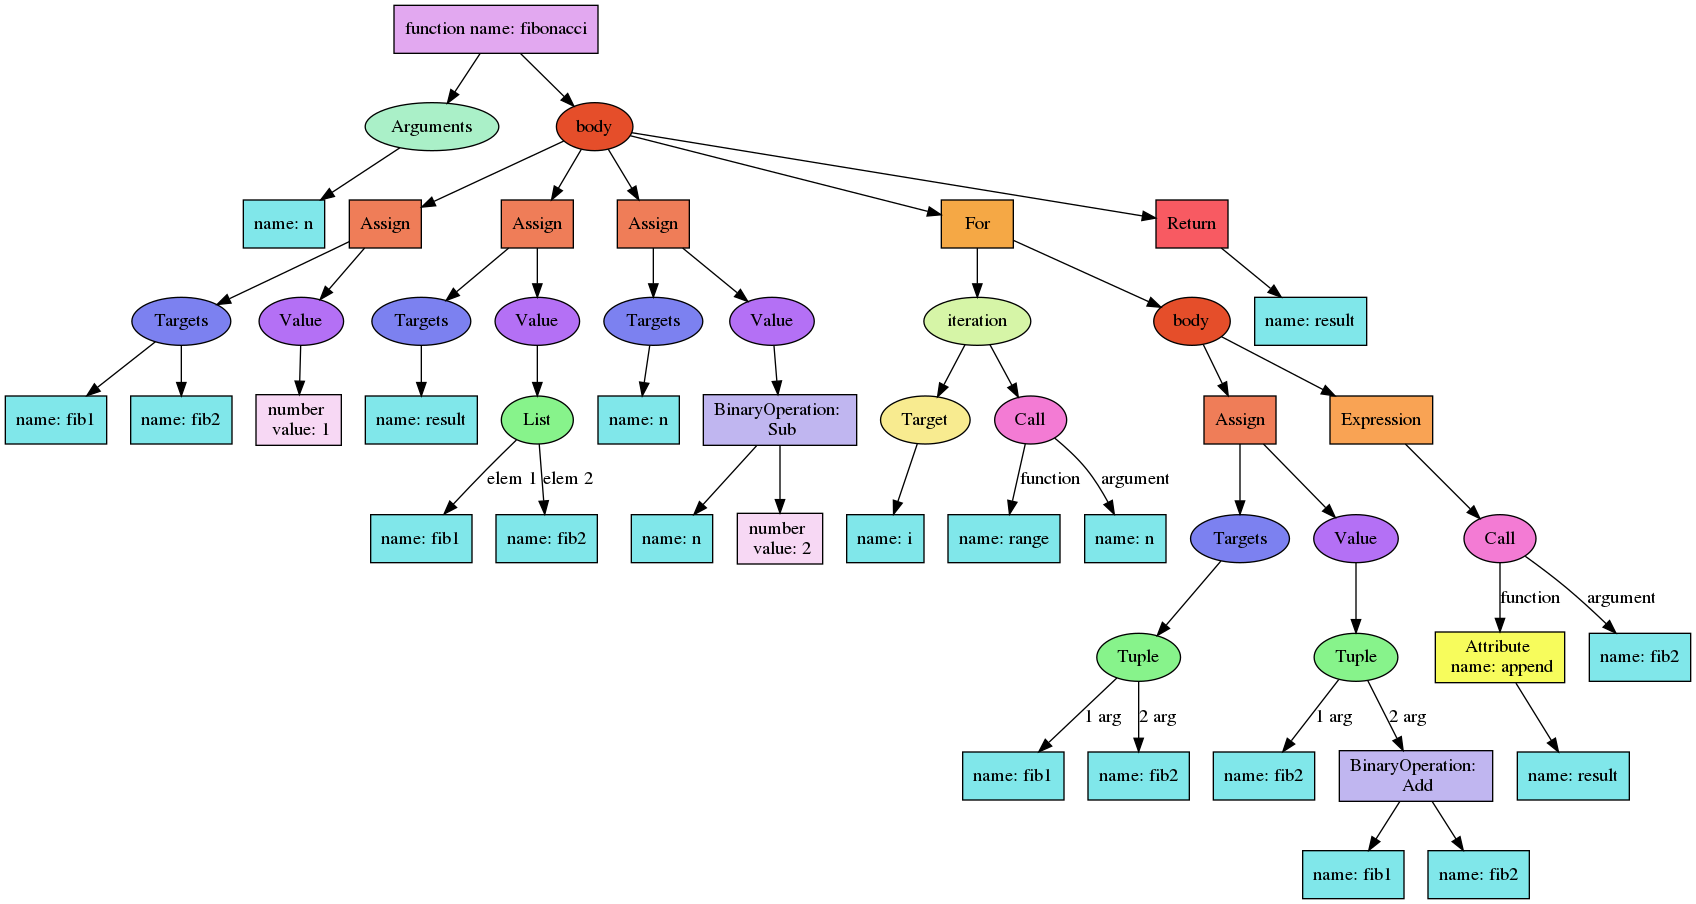 function name: fibonacci
Arguments
body
name: n
Assign
Assign
Assign
For
Return
Targets
Value
Targets
Value
Targets
Value
iteration
body
name: result
name: fib1
name: fib2
number
value: 1
name: result
List
name: n
BinaryOperation:
Sub
Target
Call
Assign
Expression
elem 1
elem 2
function
argument
name: fib1
name: fib2
name: n
number
value: 2
name: i
name: range
name: n
Targets
Value
Call
function
argument
Tuple
Tuple
Attribute
name: append
name: fib2
1 arg
2 arg
1 arg
2 arg
name: fib1
name: fib2
name: fib2
BinaryOperation:
Add
name: result
name: fib1
name: fib2